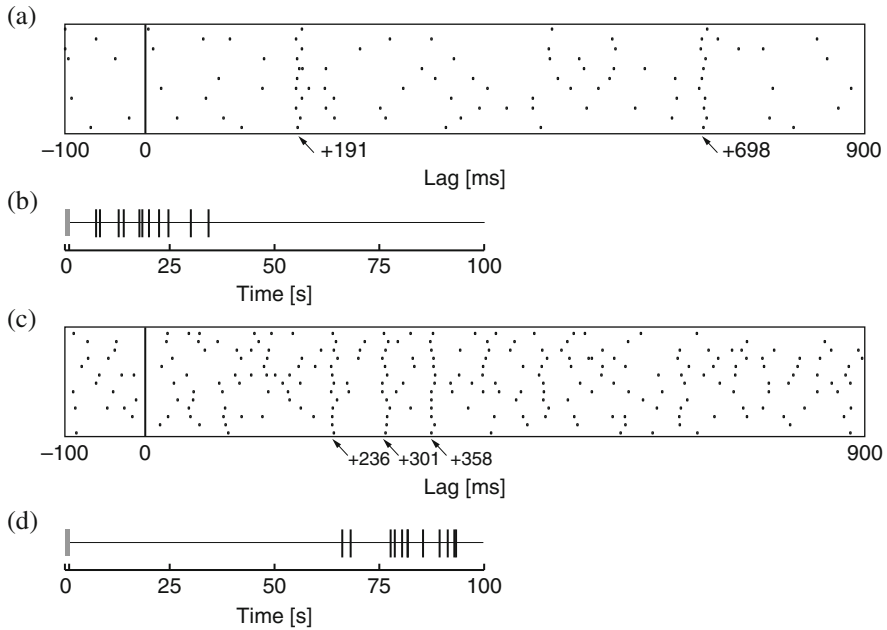 (a)
+191 +698
−100 0 900
Lag [ms]
(b)
0 25 50 75 100
Time [s]
(c)
+236 +301 +358
−100 0 900
Lag [ms]
(d)
0 25 50 75 100
Time [s]